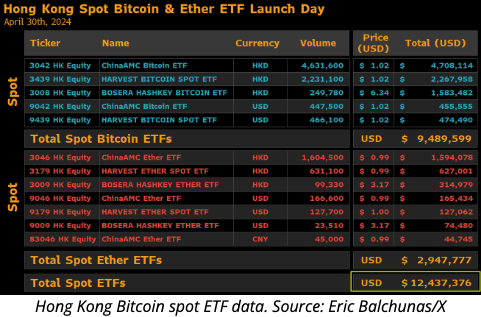 Hong Kong Spot Bitcoin & Ether ETF Launch Day
April 30th, 2024
Ticker Name Currency Volume Price (USD) Total (USD)
Spot
3042 HK Equity ChinaAMC Bitcoin ETF HKD 4,631,600 $ 1.02 $ 4,708,114
3439 HK Equity HARVEST BITCOIN SPOT ETF HKD 2,231,100 $ 1.02 $ 2,267,958
3008 HK Equity BOSERA HASHKEY BITCOIN ETF HKD 249,780 $ 6.34 $ 1,583,482
9042 HK Equity ChinaAMC Bitcoin ETF USD 447,500 $ 1.02 $ 455,555
9439 HK Equity HARVEST BITCOIN SPOT ETF USD 466,100 $ 1.02 $ 474,490
Total Spot Bitcoin ETFs USD $ 9,489,599
Spot
3046 HK Equity ChinaAMC Ether ETF HKD 1,604,500 $ 0.99 $ 1,594,078
3179 HK Equity HARVEST ETHER SPOT ETF HKD 631,100 $ 0.99 $ 627,001
3009 HK Equity BOSERA HASHKEY ETHER ETF HKD 99,330 $ 3.17 $ 314,979
9046 HK Equity ChinaAMC Ether ETF USD 166,600 $ 0.99 $ 165,434
9179 HK Equity HARVEST ETHER SPOT ETF USD 127,700 $ 1.00 $ 127,062
9009 HK Equity BOSERA HASHKEY ETHER ETF USD 23,510 $ 3.17 $ 74,480
83046 HK Equity ChinaAMC Ether ETF CNY 45,000 $ 0.99 $ 44,745
Total Spot Ether ETFs USD $ 2,947,777
Total Spot ETFs USD $ 12,437,376
Hong Kong Bitcoin spot ETF data. Source: Eric Balchunas/X